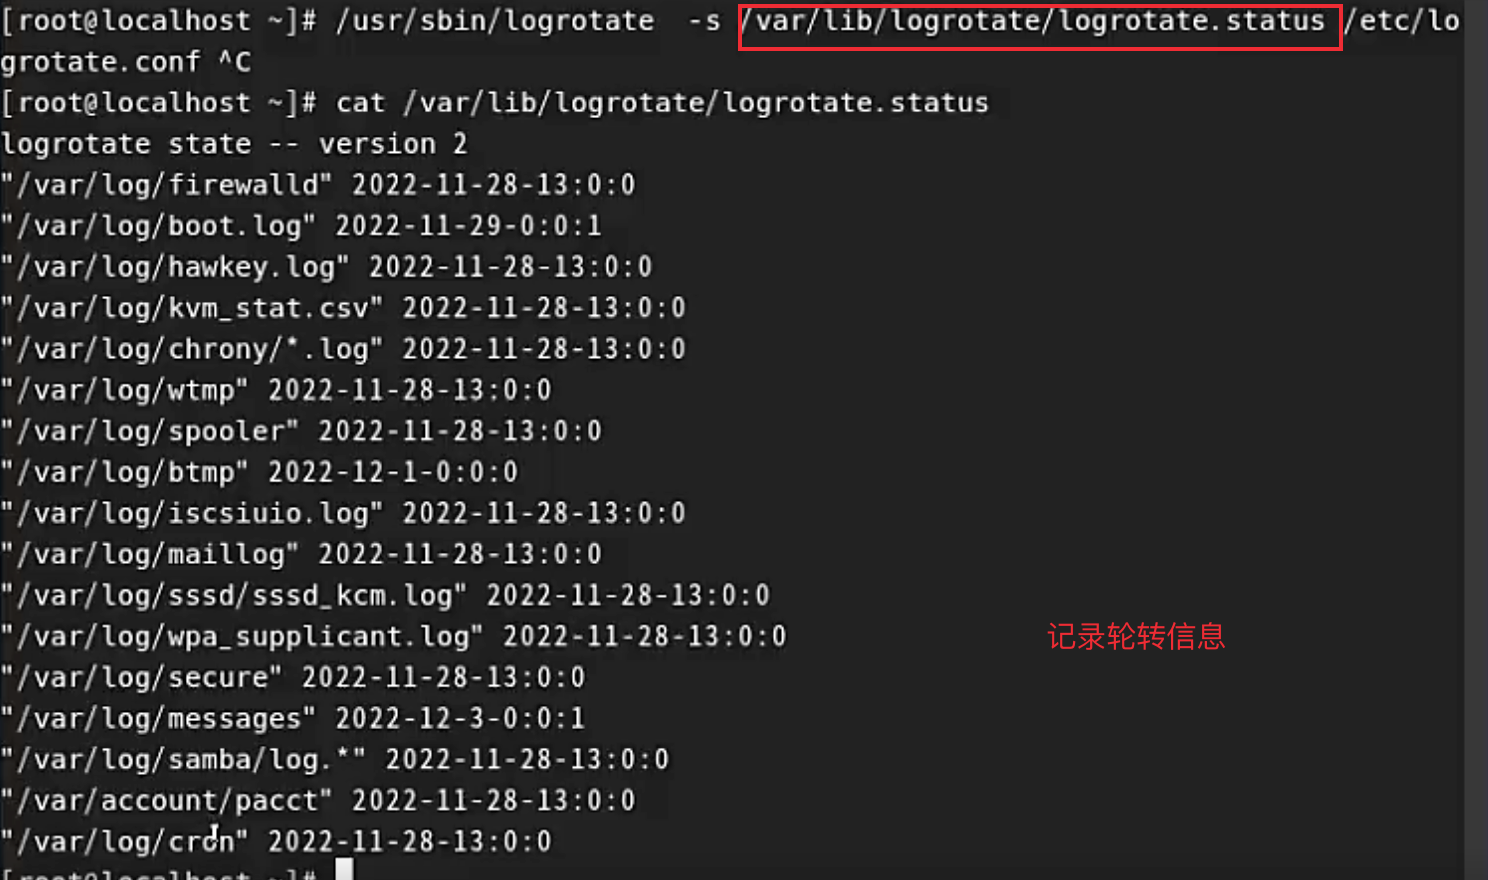 [root@localhost ~]# /usr/sbin/logrotate  -s /var/lib/logrotate/logrotate.status /etc/lo
grotate.conf ^C
[root@localhost ~]# cat /var/lib/logrotate/logrotate.status
logrotate state -- version 2
"/var/log/firewalld" 2022-11-28-13:0:0
"/var/log/boot.log" 2022-11-29-0:0:1
"/var/log/hawkey.log" 2022-11-28-13:0:0
"/var/log/kvm_stat.csv" 2022-11-28-13:0:0
"/var/log/chrony/*.log" 2022-11-28-13:0:0
"/var/log/wtmp" 2022-11-28-13:0:0
"/var/log/spooler" 2022-11-28-13:0:0
"/var/log/btmp" 2022-12-1-0:0:0
"/var/log/iscsiuio.log" 2022-11-28-13:0:0
"/var/log/maillog" 2022-11-28-13:0:0
"/var/log/sssd/sssd_kcm.log" 2022-11-28-13:0:0
"/var/log/wpa_supplicant.log" 2022-11-28-13:0:0
记录轮转信息
"/var/log/secure" 2022-11-28-13:0:0
"/var/log/messages" 2022-12-3-0:0:1
"/var/log/samba/log.*" 2022-11-28-13:0:0
"/var/account/pacct" 2022-11-28-13:0:0
"/var/log/cron" 2022-11-28-13:0:0
[root@localhost ~]#